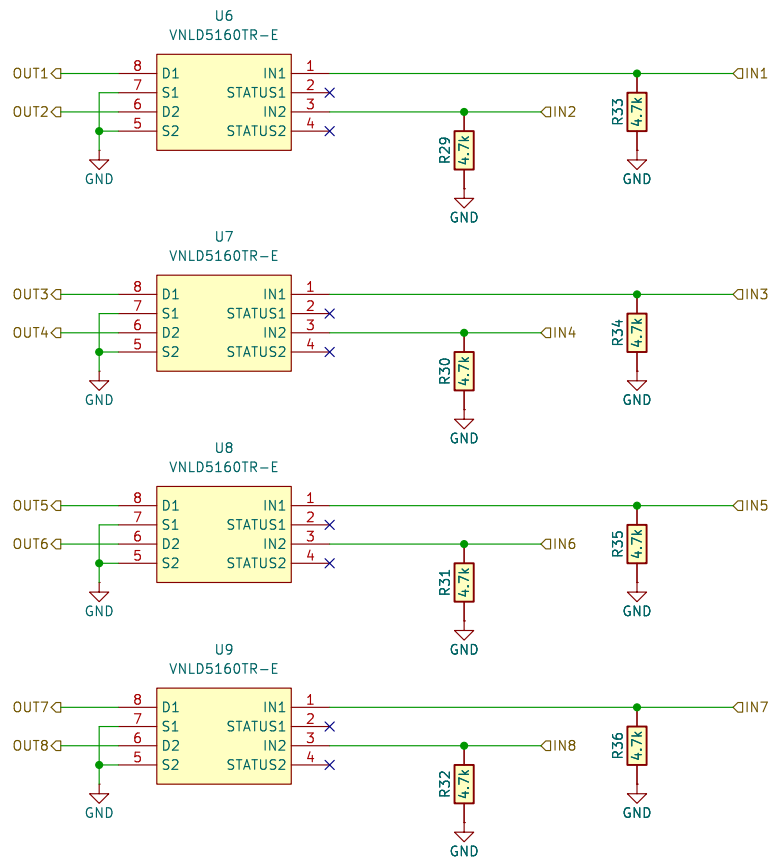 U6
VNLD5160TR-E
OUT1 8 D1 IN1 1 IN1
7 S1 STATUS1 2
OUT2 6 D2 IN2 3 IN2
5 S2 STATUS2 4
R33 4.7k
R29 4.7k
GND GND
GND
U7
VNLD5160TR-E
OUT3 8 D1 IN1 1 IN3
7 S1 STATUS1 2
OUT4 6 D2 IN2 3 IN4
5 S2 STATUS2 4
R34 4.7k
R30 4.7k
GND GND
GND
U8
VNLD5160TR-E
OUT5 8 D1 IN1 1 IN5
7 S1 STATUS1 2
OUT6 6 D2 IN2 3 IN6
5 S2 STATUS2 4
R35 4.7k
R31 4.7k
GND GND
GND
U9
VNLD5160TR-E
OUT7 8 D1 IN1 1 IN7
7 S1 STATUS1 2
OUT8 6 D2 IN2 3 IN8
5 S2 STATUS2 4
R36 4.7k
R32 4.7k
GND GND
GND